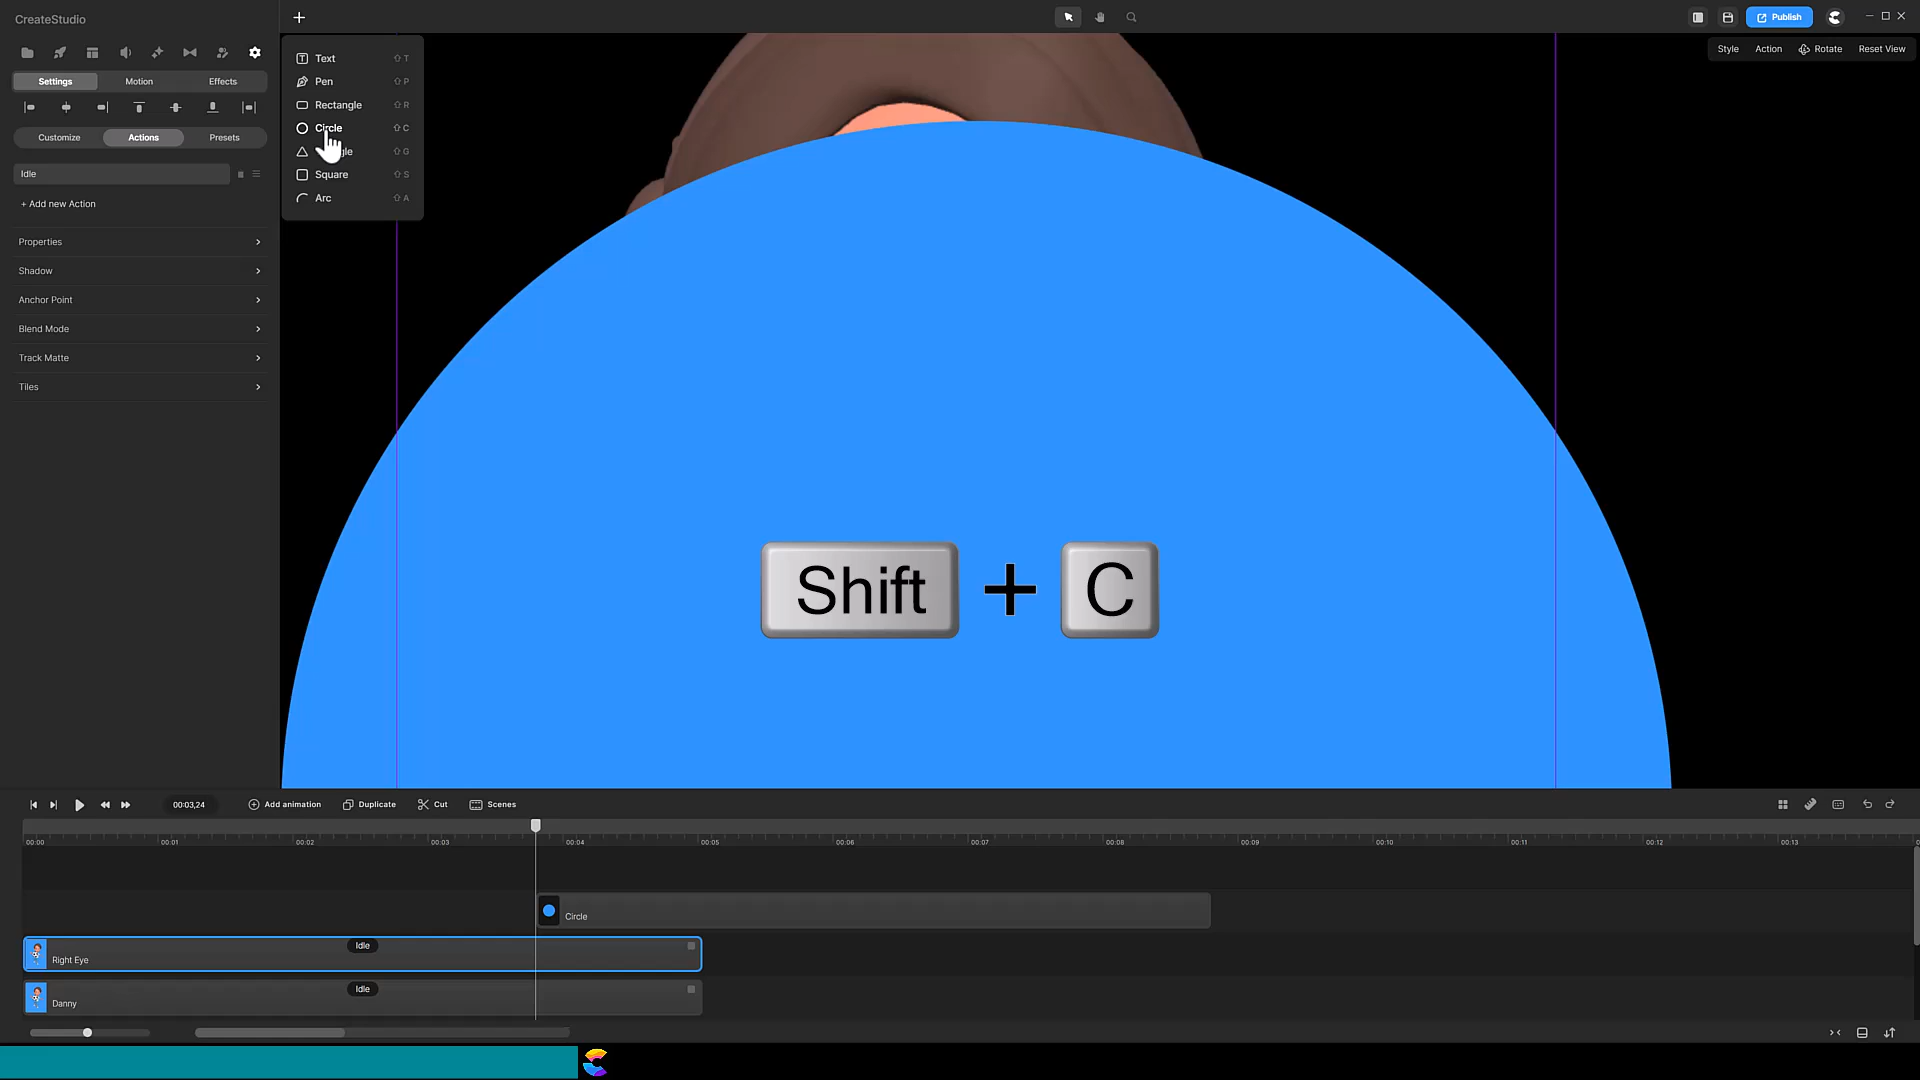 CreateStudio
Publish
Style Action Rotate Reset View
Settings Motion Effects
Customize Actions Presets
Idle
+ Add new Action
Properties
Shadow
Anchor Point
Blend Mode
Track Matte
Tiles
Text ⇧ T
Pen ⇧ P
Rectangle ⇧ R
Circle ⇧ C
⇧ G
Square ⇧ S
Arc ⇧ A
Shift + C
00:03,24 Add animation Duplicate Cut Scenes
00:00 00:01 00:02 00:03 00:04 00:05 00:06 00:07 00:08 00:09 00:10 00:11 00:12 00:13
Circle
Idle
Right Eye
Idle
Danny